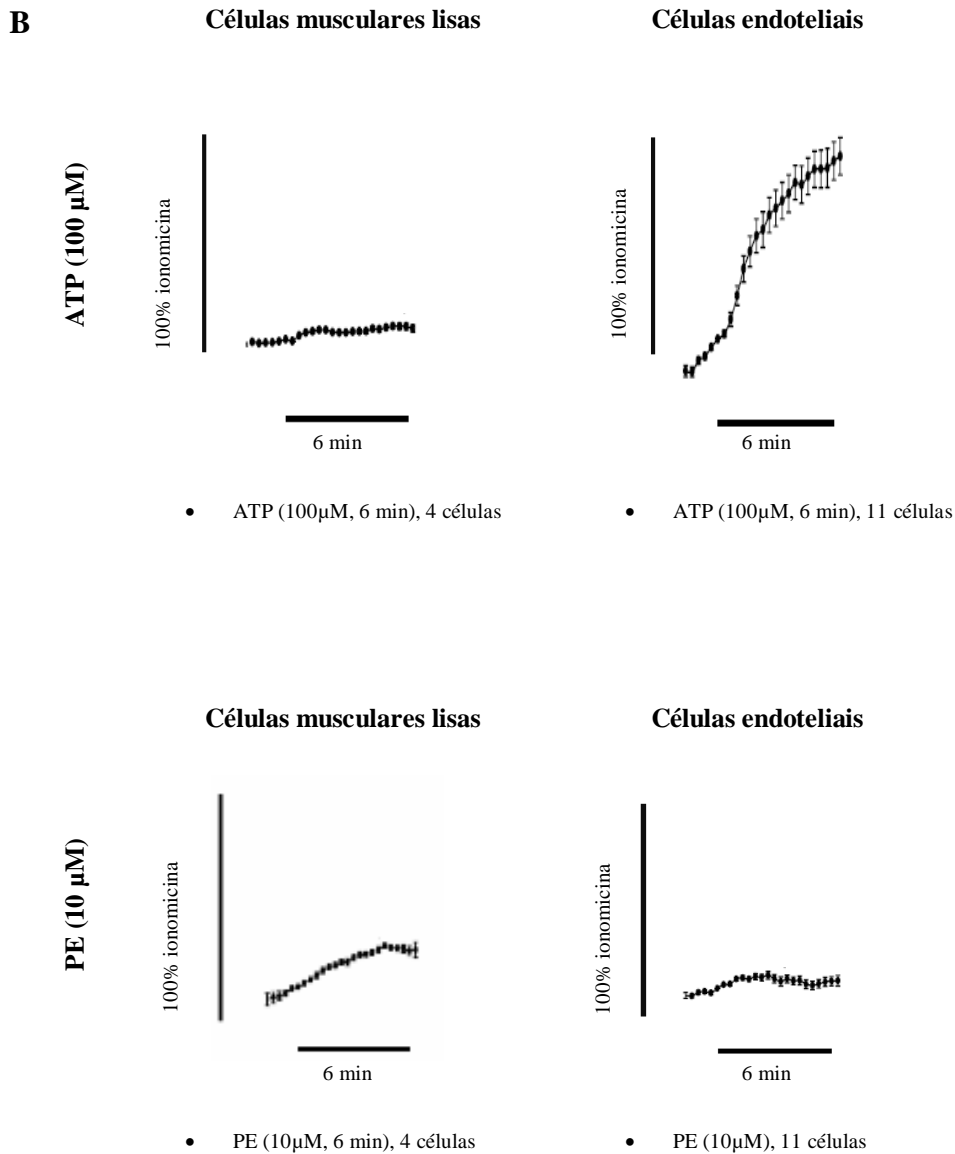 B
Células musculares lisas
Células endoteliais
ATP (100 µM)
100% ionomicina
100% ionomicina
6 min
6 min
• ATP (100µM, 6 min), 4 células
• ATP (100µM, 6 min), 11 células
Células musculares lisas
Células endoteliais
PE (10 µM)
100% ionomicina
100% ionomicina
6 min
6 min
• PE (10µM, 6 min), 4 células
• PE (10µM), 11 células